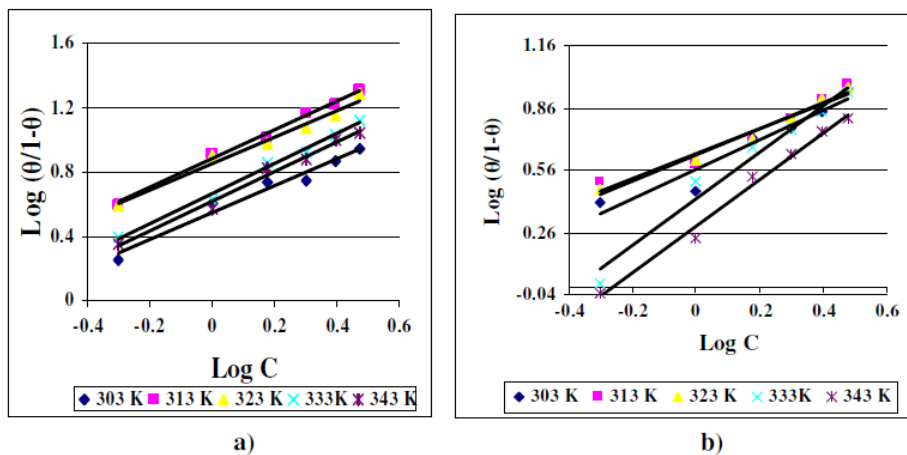 1.6
1.2
0.8
0.4
0
-0.4 -0.2 0 0.2 0.4 0.6
Log (θ/1-θ)
Log C
303 K 313 K 323 K 333K 343 K
a)
1.16
0.86
0.56
0.26
-0.04
-0.4 -0.2 0 0.2 0.4 0.6
Log (θ/1-θ)
Log C
303 K 313 K 323 K 333 K 343 K
b)